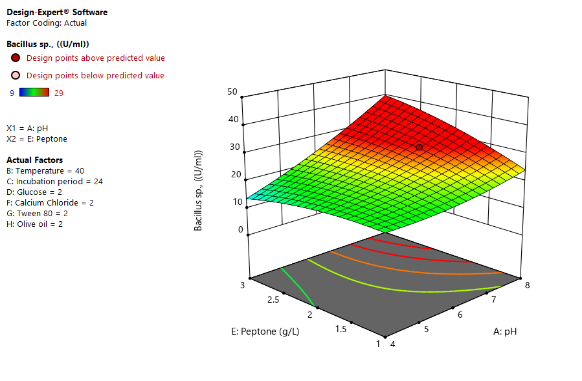 Design-Expert® Software
Factor Coding: Actual
Bacillus sp., ((U/ml))
Design points above predicted value
Design points below predicted value
9 29
X1 = A: pH
X2 = E: Peptone
Actual Factors
B: Temperature = 40
C: Incubation period = 24
D: Glucose = 2
F: Calcium Chloride = 2
G: Tween 80 = 2
H: Olive oil = 2
50
40
30
20
10
0
Bacillus sp., ((U/ml))
3 8
2.5 7
2 6
1.5 5
1 4
E: Peptone (g/L) A: pH